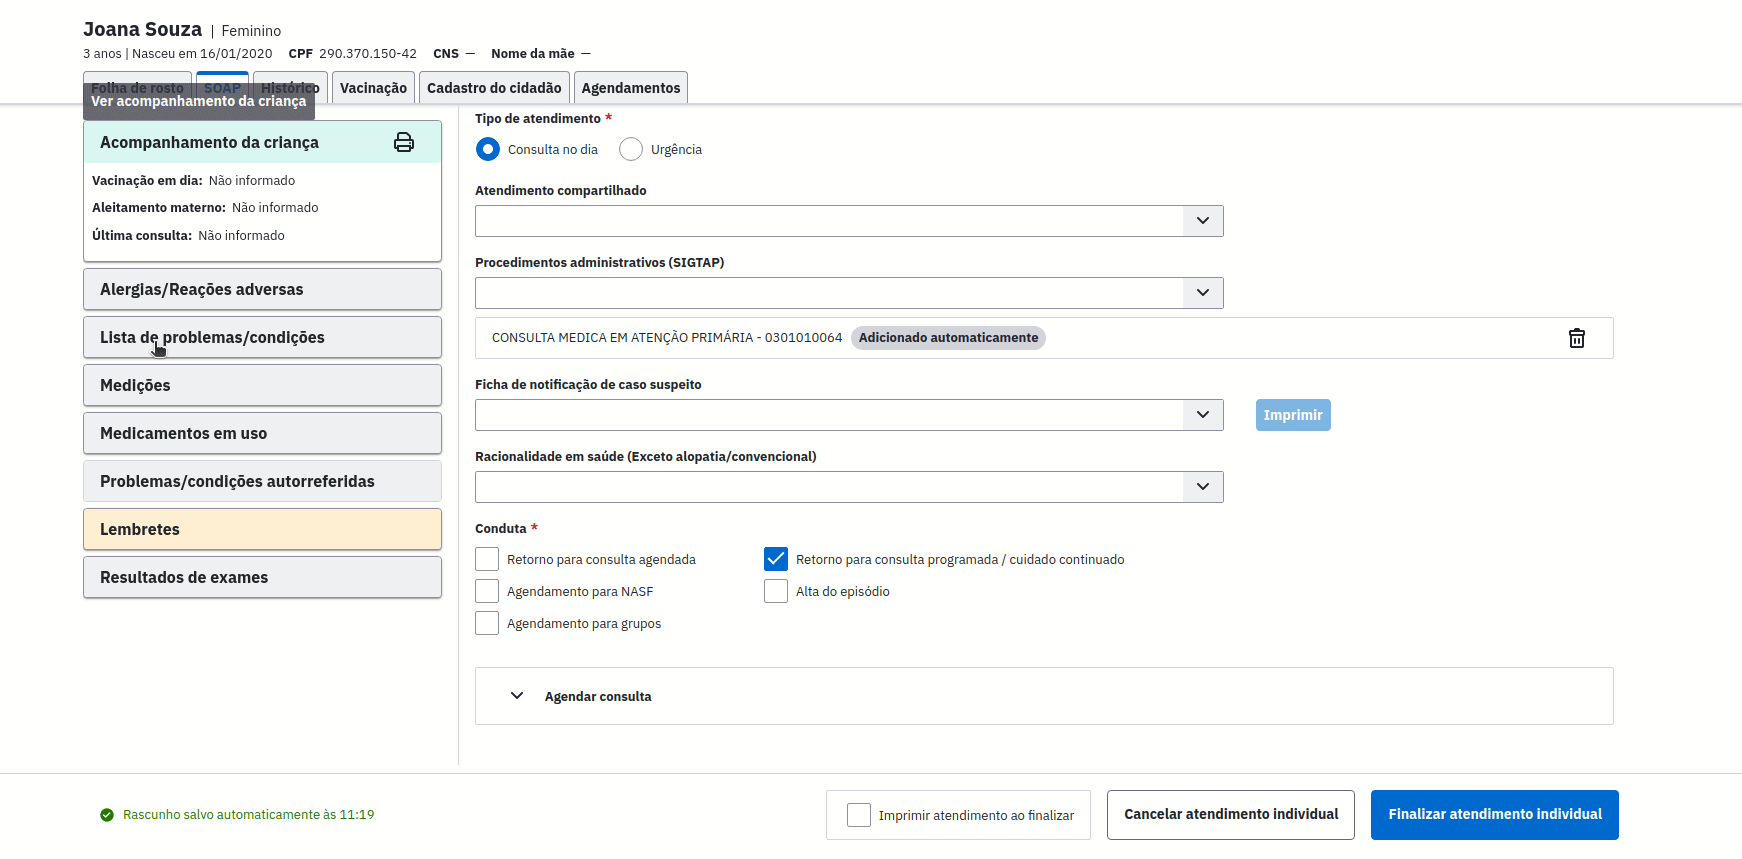 Joana Souza | Feminino
3 anos | Nasceu em 16/01/2020 CPF 290.370.150-42 CNS — Nome da mãe —
Folha de rosto SOAP Histórico Vacinação Cadastro do cidadão Agendamentos
Ver acompanhamento da criança
Acompanhamento da criança
Vacinação em dia: Não informado
Aleitamento materno: Não informado
Última consulta: Não informado
Alergias/Reações adversas
Lista de problemas/condições
Medições
Medicamentos em uso
Problemas/condições autorreferidas
Lembretes
Resultados de exames
Tipo de atendimento *
Consulta no dia Urgência
Atendimento compartilhado
Procedimentos administrativos (SIGTAP)
CONSULTA MEDICA EM ATENÇÃO PRIMÁRIA - 0301010064 Adicionado automaticamente
Ficha de notificação de caso suspeito
Imprimir
Racionalidade em saúde (Exceto alopatia/convencional)
Conduta *
Retorno para consulta agendada Retorno para consulta programada / cuidado continuado
Agendamento para NASF Alta do episódio
Agendamento para grupos
Agendar consulta
Rascunho salvo automaticamente às 11:19 Imprimir atendimento ao finalizar Cancelar atendimento individual Finalizar atendimento individual